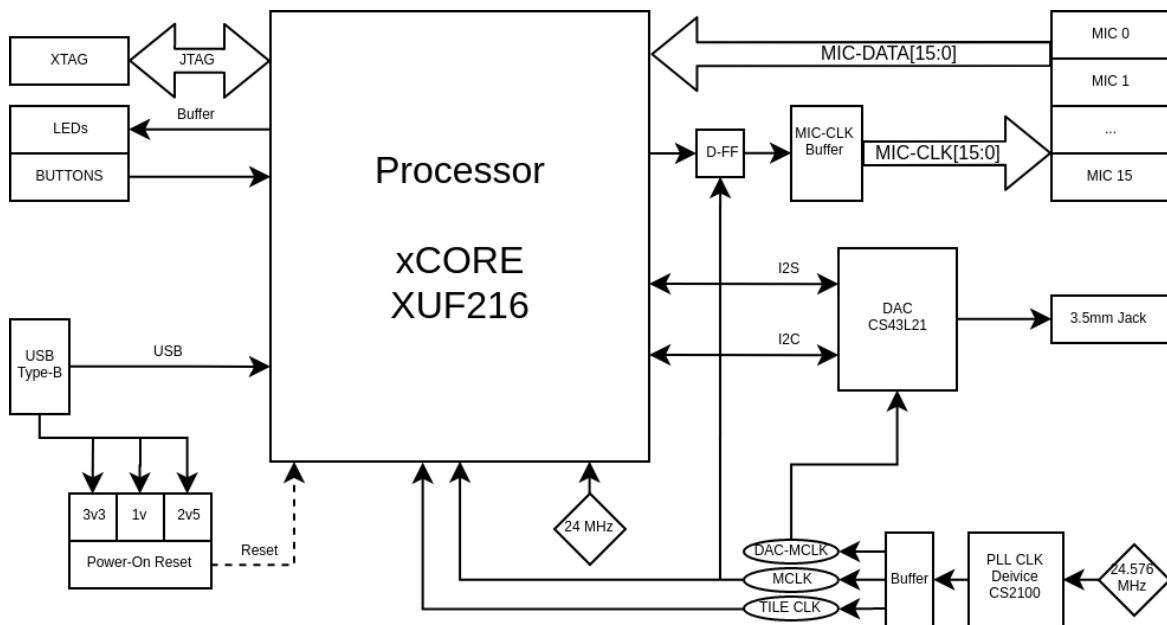 XTAG
JTAG
MIC-DATA[15:0]
MIC 0
MIC 1
...
MIC 15
Buffer
LEDs
BUTTONS
Processor
xCORE
XUF216
D-FF
MIC-CLK
Buffer
MIC-CLK[15:0]
I2S
I2C
DAC
CS43L21
3.5mm Jack
USB
Type-B
USB
3v3
1v
2v5
Power-On Reset
Reset
24 MHz
DAC-MCLK
MCLK
TILE CLK
Buffer
PLL CLK
Deivice
CS2100
24.576
MHz